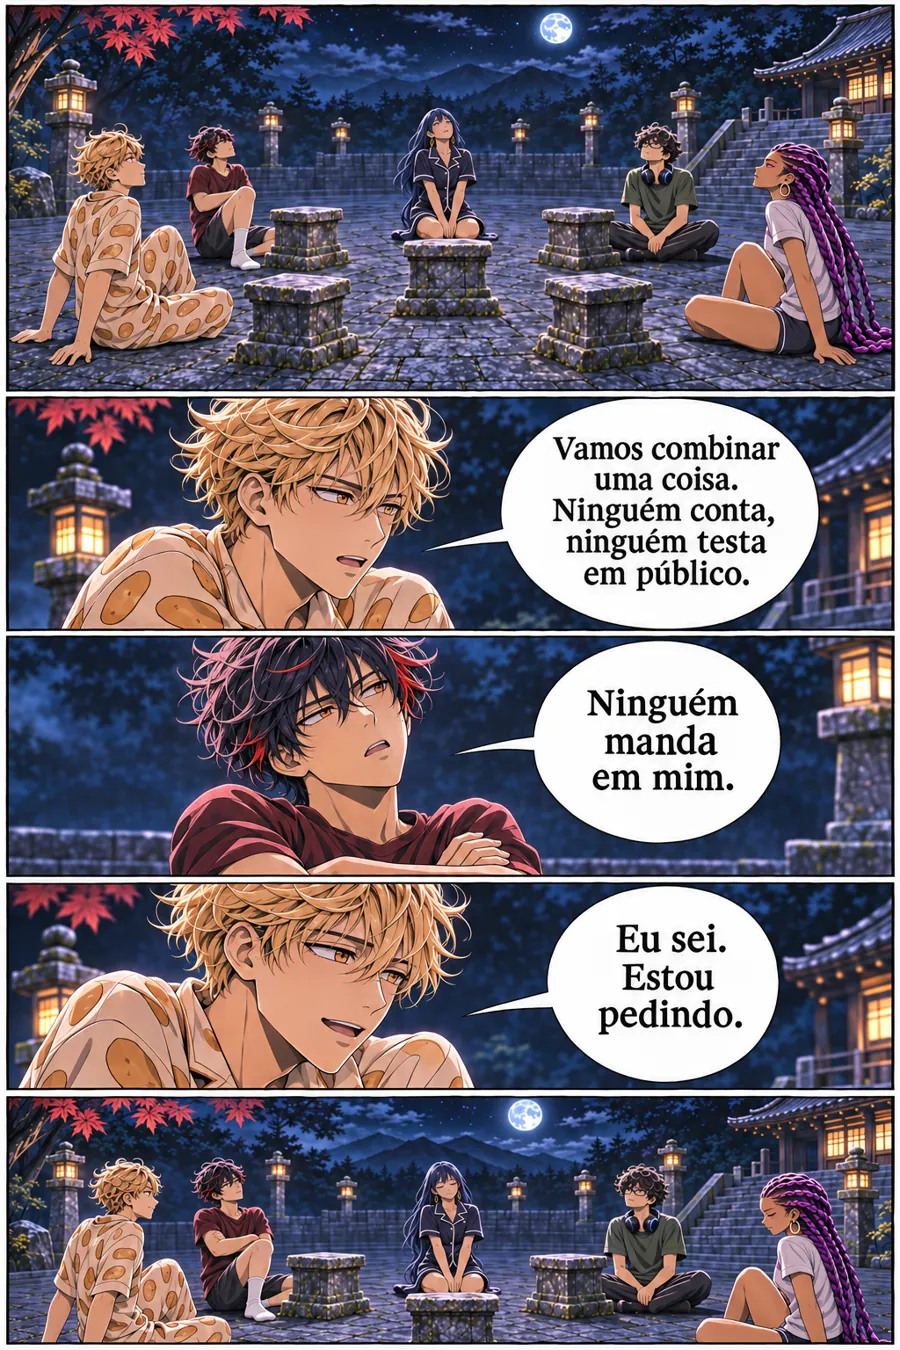 Vamos combinar
uma coisa.
Ninguém conta,
ninguém testa
em público.
Ninguém
manda
em mim.
Eu sei.
Estou
pedindo.